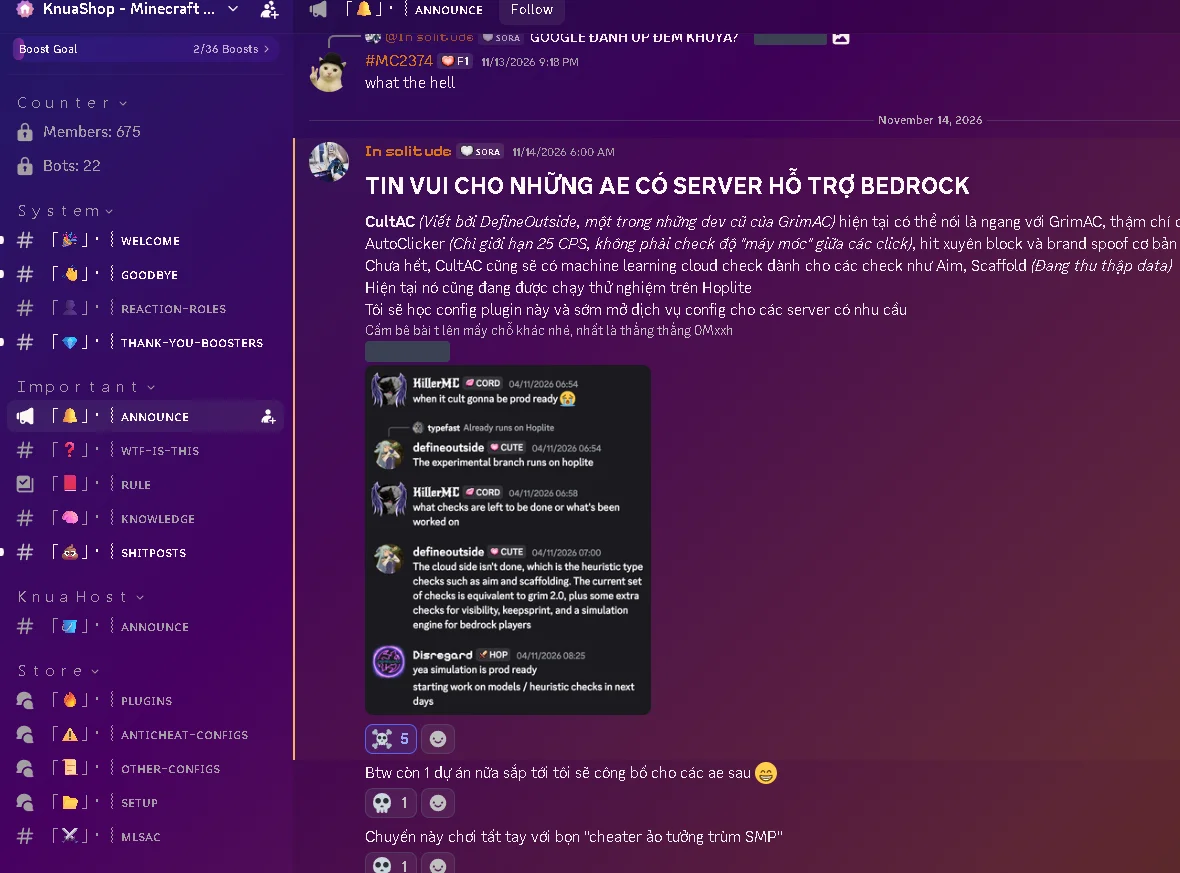 KnuaShop - Minecraft ...
Boost Goal
2/36 Boosts
Counter
Members: 675
Bots: 22
System
「🎉」・┊WELCOME
「👋」・┊GOODBYE
「👤」・┊REACTION-ROLES
「💎」・┊THANK-YOU-BOOSTERS
Important
「🔔」・┊ANNOUNCE
「❓」・┊WTF-IS-THIS
「📕」・┊RULE
「🧠」・┊KNOWLEDGE
「💩」・┊SHITPOSTS
KnuaHost
「」・┊ANNOUNCE
Store
「🔥」・┊PLUGINS
「⚠️」・┊ANTICHEAT-CONFIGS
「📜」・┊OTHER-CONFIGS
「📁」・┊SETUP
「⚔️」・┊MLSAC
「🔔」・┊ANNOUNCE
Follow
@In solitude SORA GOOGLE ĐÁNH ÚP ĐÊM KHUYA?
#MC2374 F1 11/13/2026 9:18 PM
what the hell
November 14, 2026
In solitude SORA 11/14/2026 6:00 AM
TIN VUI CHO NHỮNG AE CÓ SERVER HỖ TRỢ BEDROCK
CultAC (Viết bởi DefineOutside, một trong những dev cũ của GrimAC) hiện tại có thể nói là ngang với GrimAC, thậm chí
AutoClicker (Chỉ giới hạn 25 CPS, không phải check độ "máy móc" giữa các click), hit xuyên block và brand spoof cơ bản
Chưa hết, CultAC cũng sẽ có machine learning cloud check dành cho các check như Aim, Scaffold (Đang thu thập data)
Hiện tại nó cũng đang được chạy thử nghiệm trên Hoplite
Tôi sẽ học config plugin này và sớm mở dịch vụ config cho các server có nhu cầu
Cấm bê bài t lên mấy chỗ khác nhé, nhất là thằng thằng 0Mxxh
KillerMC CORD 04/11/2026 06:54
when it cult gonna be prod ready😭
typefast Already runs on Hoplite
defineoutside CUTE 04/11/2026 06:54
The experimental branch runs on hoplite
KillerMC CORD 04/11/2026 06:58
what checks are left to be done or what's been
worked on
defineoutside CUTE 04/11/2026 07:00
The cloud side isn't done, which is the heuristic type
checks such as aim and scaffolding. The current set
of checks is equivalent to grim 2.0, plus some extra
checks for visibility, keepsprint, and a simulation
engine for bedrock players
Disregard HOP 04/11/2026 08:25
yea simulation is prod ready
starting work on models / heuristic checks in next
days
5
Btw còn 1 dự án nữa sắp tới tôi sẽ công bố cho các ae sau 😁
1
Chuyến này chơi tất tay với bọn "cheater ảo tưởng trùm SMP"
1